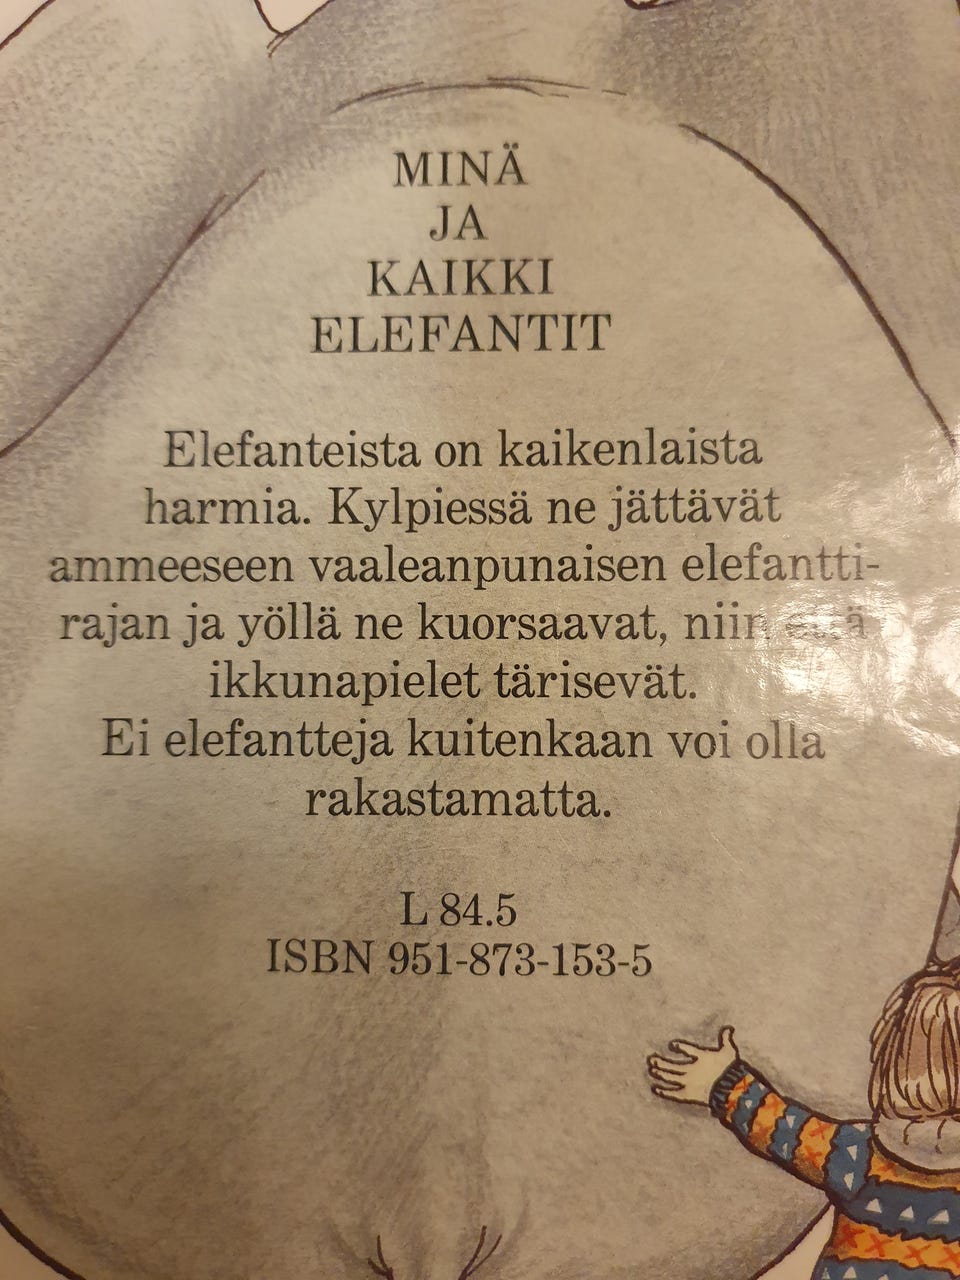 MINÄ
JA
KAIKKI
ELEFANTIT
Elefanteista on kaikenlaista
harmia. Kylpiessä ne jättävät
ammeeseen vaaleanpunaisen elefantti-
rajan ja yöllä ne kuorsaavat, niin että
ikkunapielet tärisevät.
Ei elefantteja kuitenkaan voi olla
rakastamatta.
L 84.5
ISBN 951-873-153-5